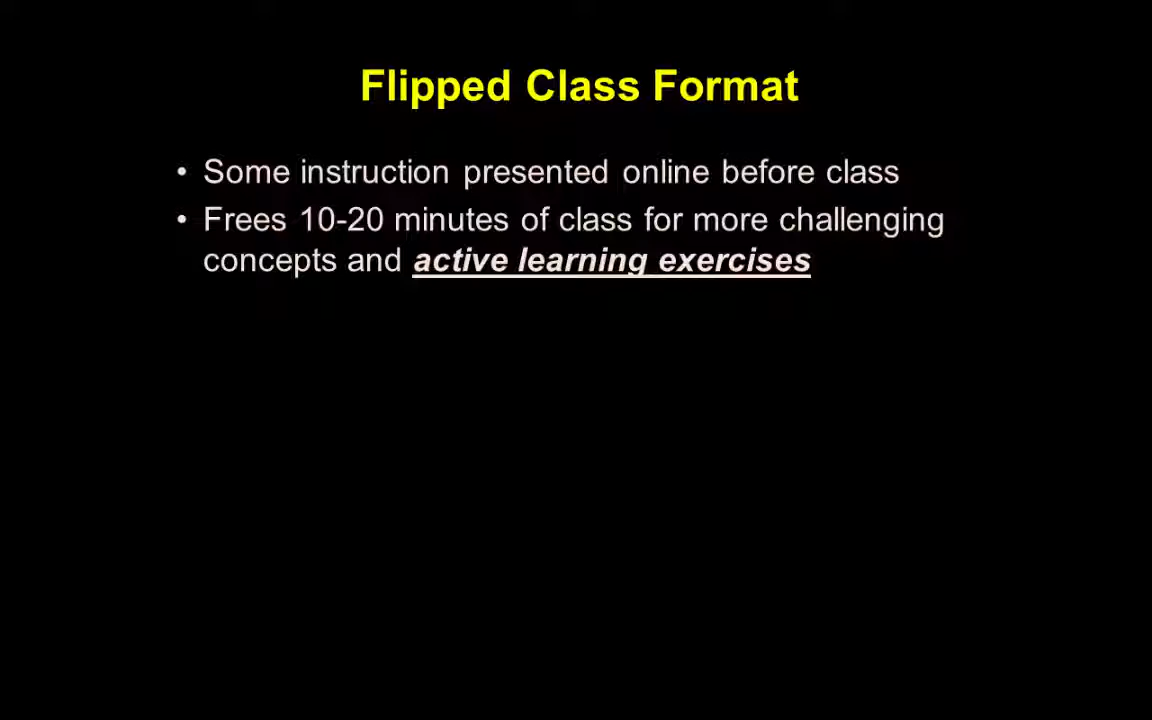 Flipped Class Format
• Some instruction presented online before class
• Frees 10-20 minutes of class for more challenging
concepts and active learning exercises